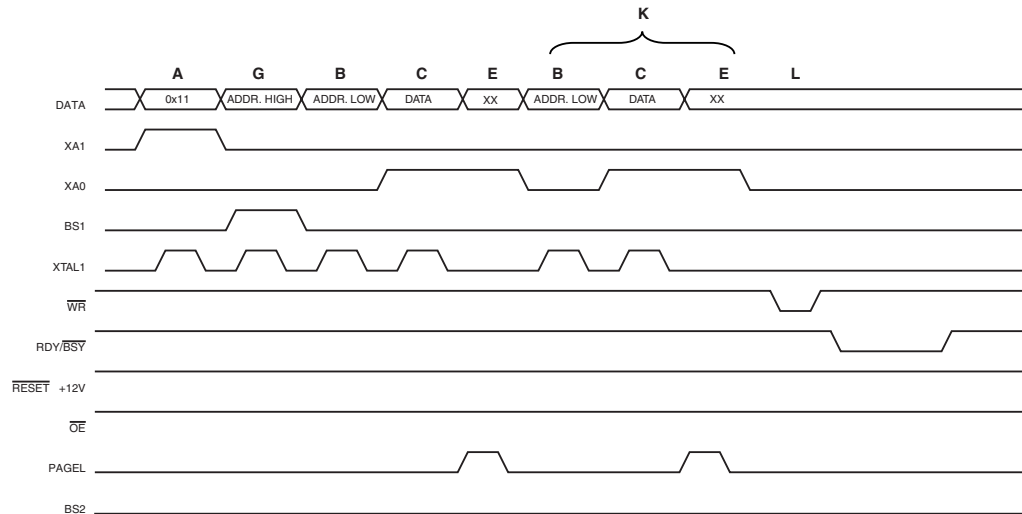 K
A G B C E B C E L
DATA 0x11 ADDR. HIGH ADDR. LOW DATA XX ADDR. LOW DATA XX
XA1
XA0
BS1
XTAL1
WR
RDY/BSY
RESET +12V
OE
PAGEL
BS2